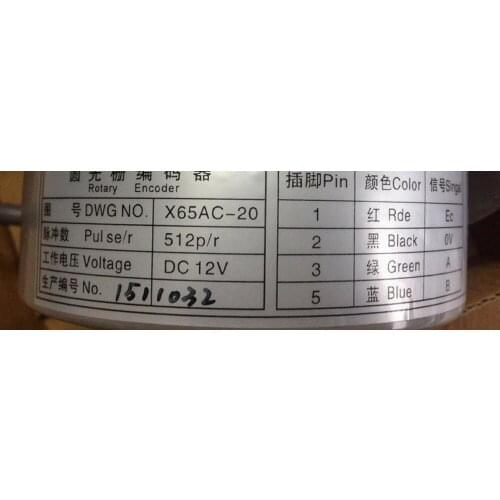 圆光栅编码器
Rotary Encoder
图 号 DWG NO. X65AC-20
脉冲数 Pulse/r 512p/r
工作电压 Voltage DC 12V
生产编号 No. 1511032
插脚Pin 颜色Color 信号Singal
1 红 Rde Ec
2 黑 Black 0V
3 绿 Green A
5 蓝 Blue B